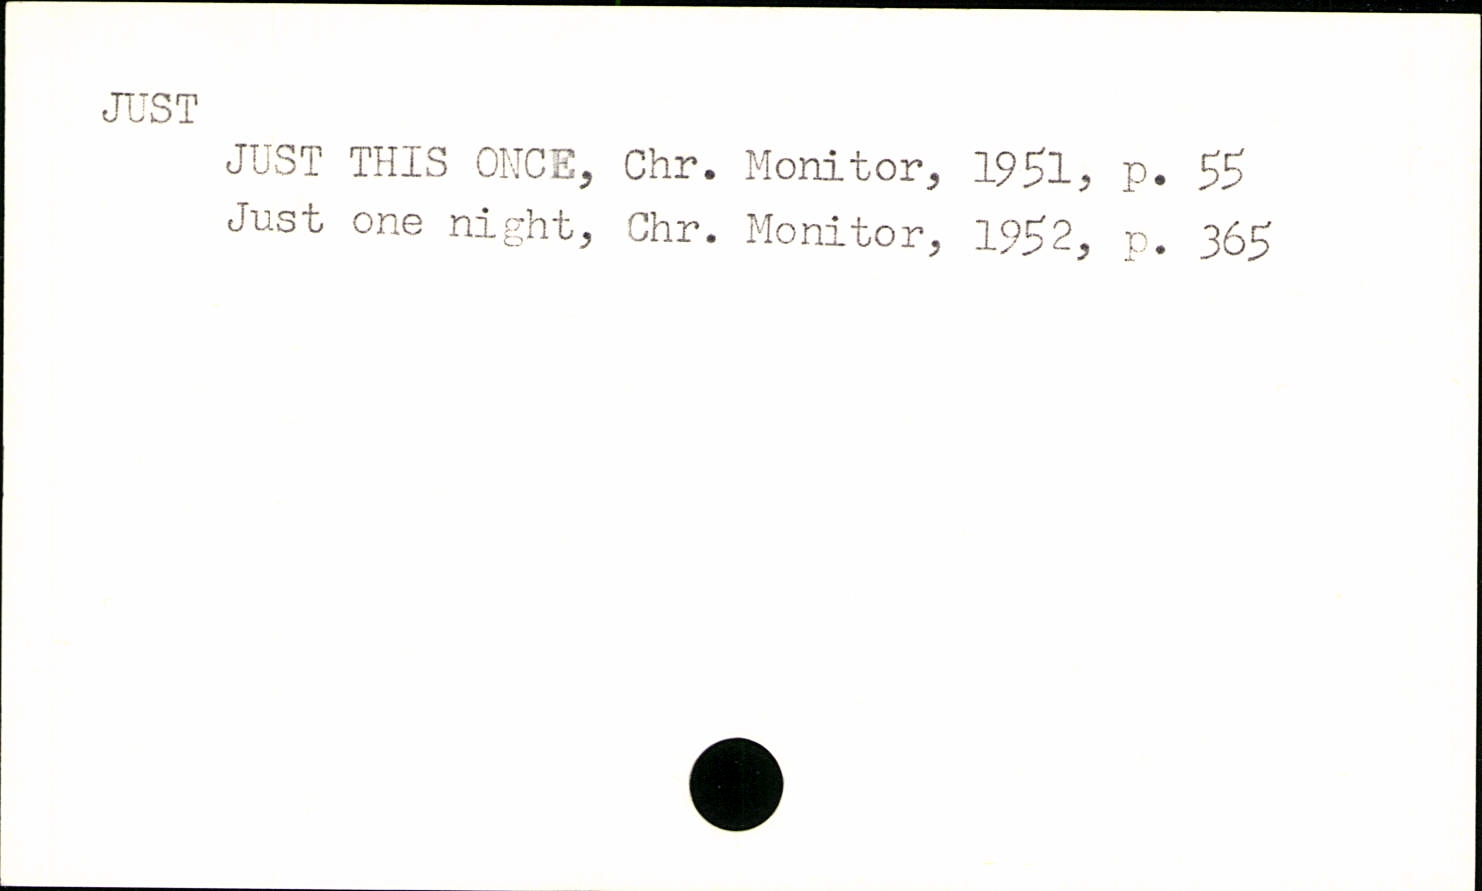 JUST
JUST THIS ONCE, Chr. Monitor, 1951, p. 55
Just one night, Chr. Monitor, 1952, p. 365